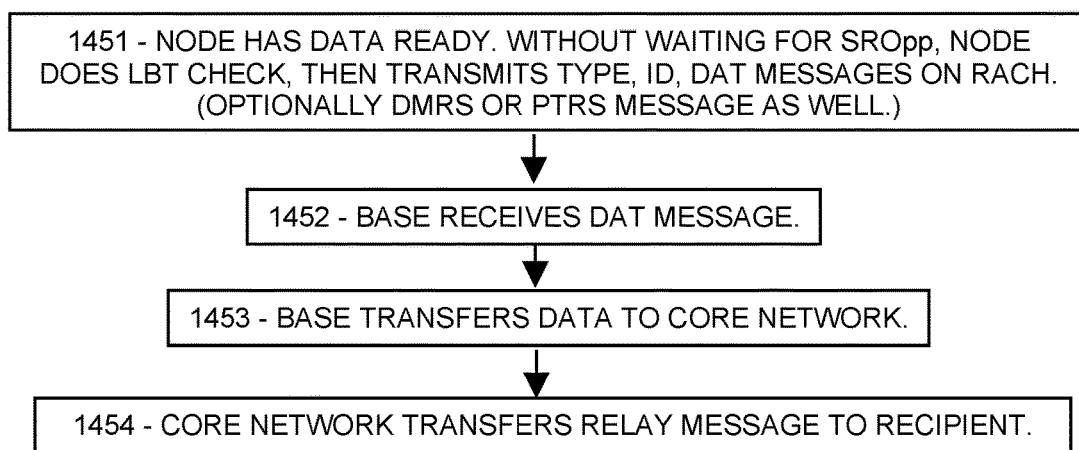 1451 - NODE HAS DATA READY. WITHOUT WAITING FOR SROpp, NODE
DOES LBT CHECK, THEN TRANSMITS TYPE, ID, DAT MESSAGES ON RACH.
(OPTIONALLY DMRS OR PTRS MESSAGE AS WELL.)
1452 - BASE RECEIVES DAT MESSAGE.
1453 - BASE TRANSFERS DATA TO CORE NETWORK.
1454 - CORE NETWORK TRANSFERS RELAY MESSAGE TO RECIPIENT.